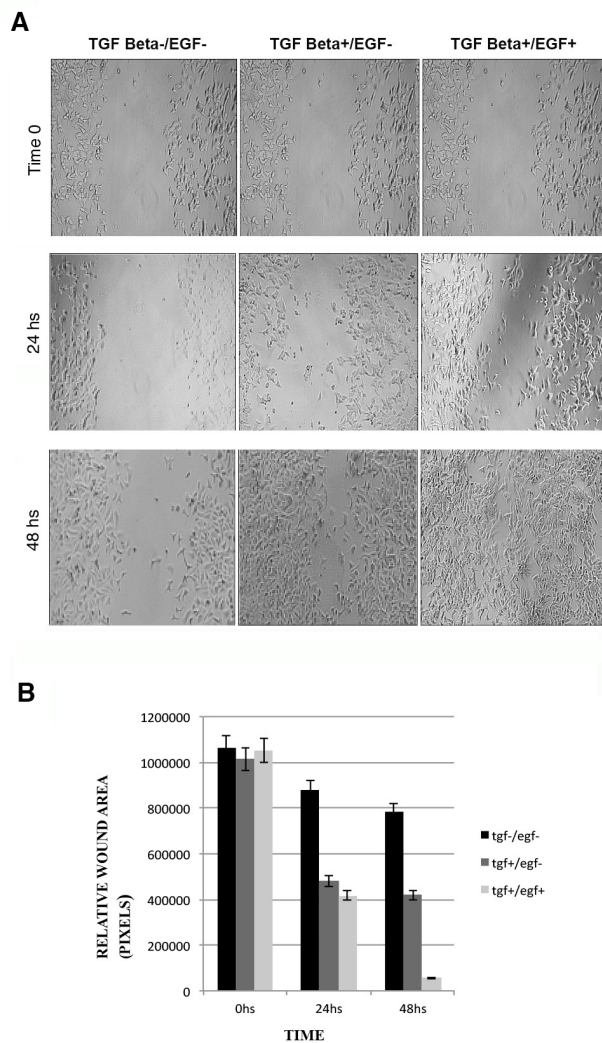 A
TGF Beta-/EGF-
TGF Beta+/EGF-
TGF Beta+/EGF+
Time 0
24 hs
48 hs
B
1200000
1000000
800000
600000
400000
200000
0
RELATIVE WOUND AREA
(PIXELS)
0hs
24hs
48hs
TIME
tgf-/egf-
tgf+/egf-
tgf+/egf+